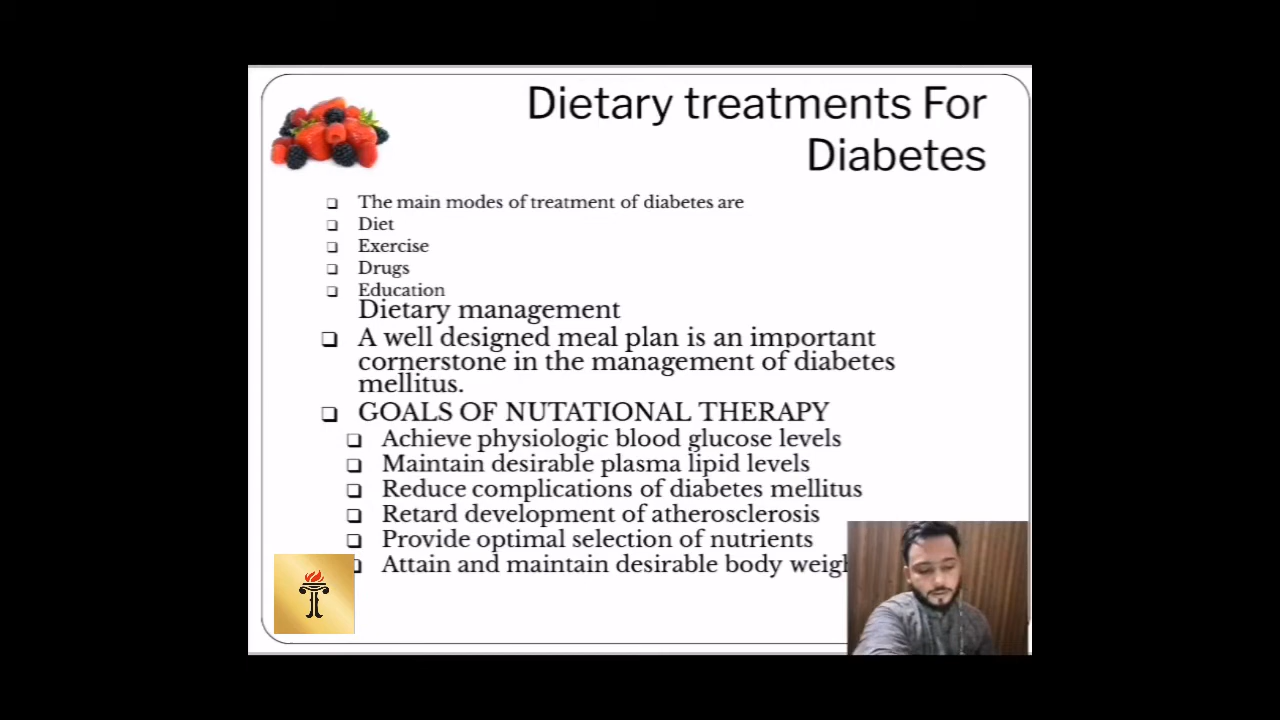 Dietary treatments For
Diabetes
❑ The main modes of treatment of diabetes are
❑ Diet
❑ Exercise
❑ Drugs
❑ Education
Dietary management
❑ A well designed meal plan is an important
cornerstone in the management of diabetes
mellitus.
❑ GOALS OF NUTATIONAL THERAPY
❑ Achieve physiologic blood glucose levels
❑ Maintain desirable plasma lipid levels
❑ Reduce complications of diabetes mellitus
❑ Retard development of atherosclerosis
❑ Provide optimal selection of nutrients
❑ Attain and maintain desirable body weigh